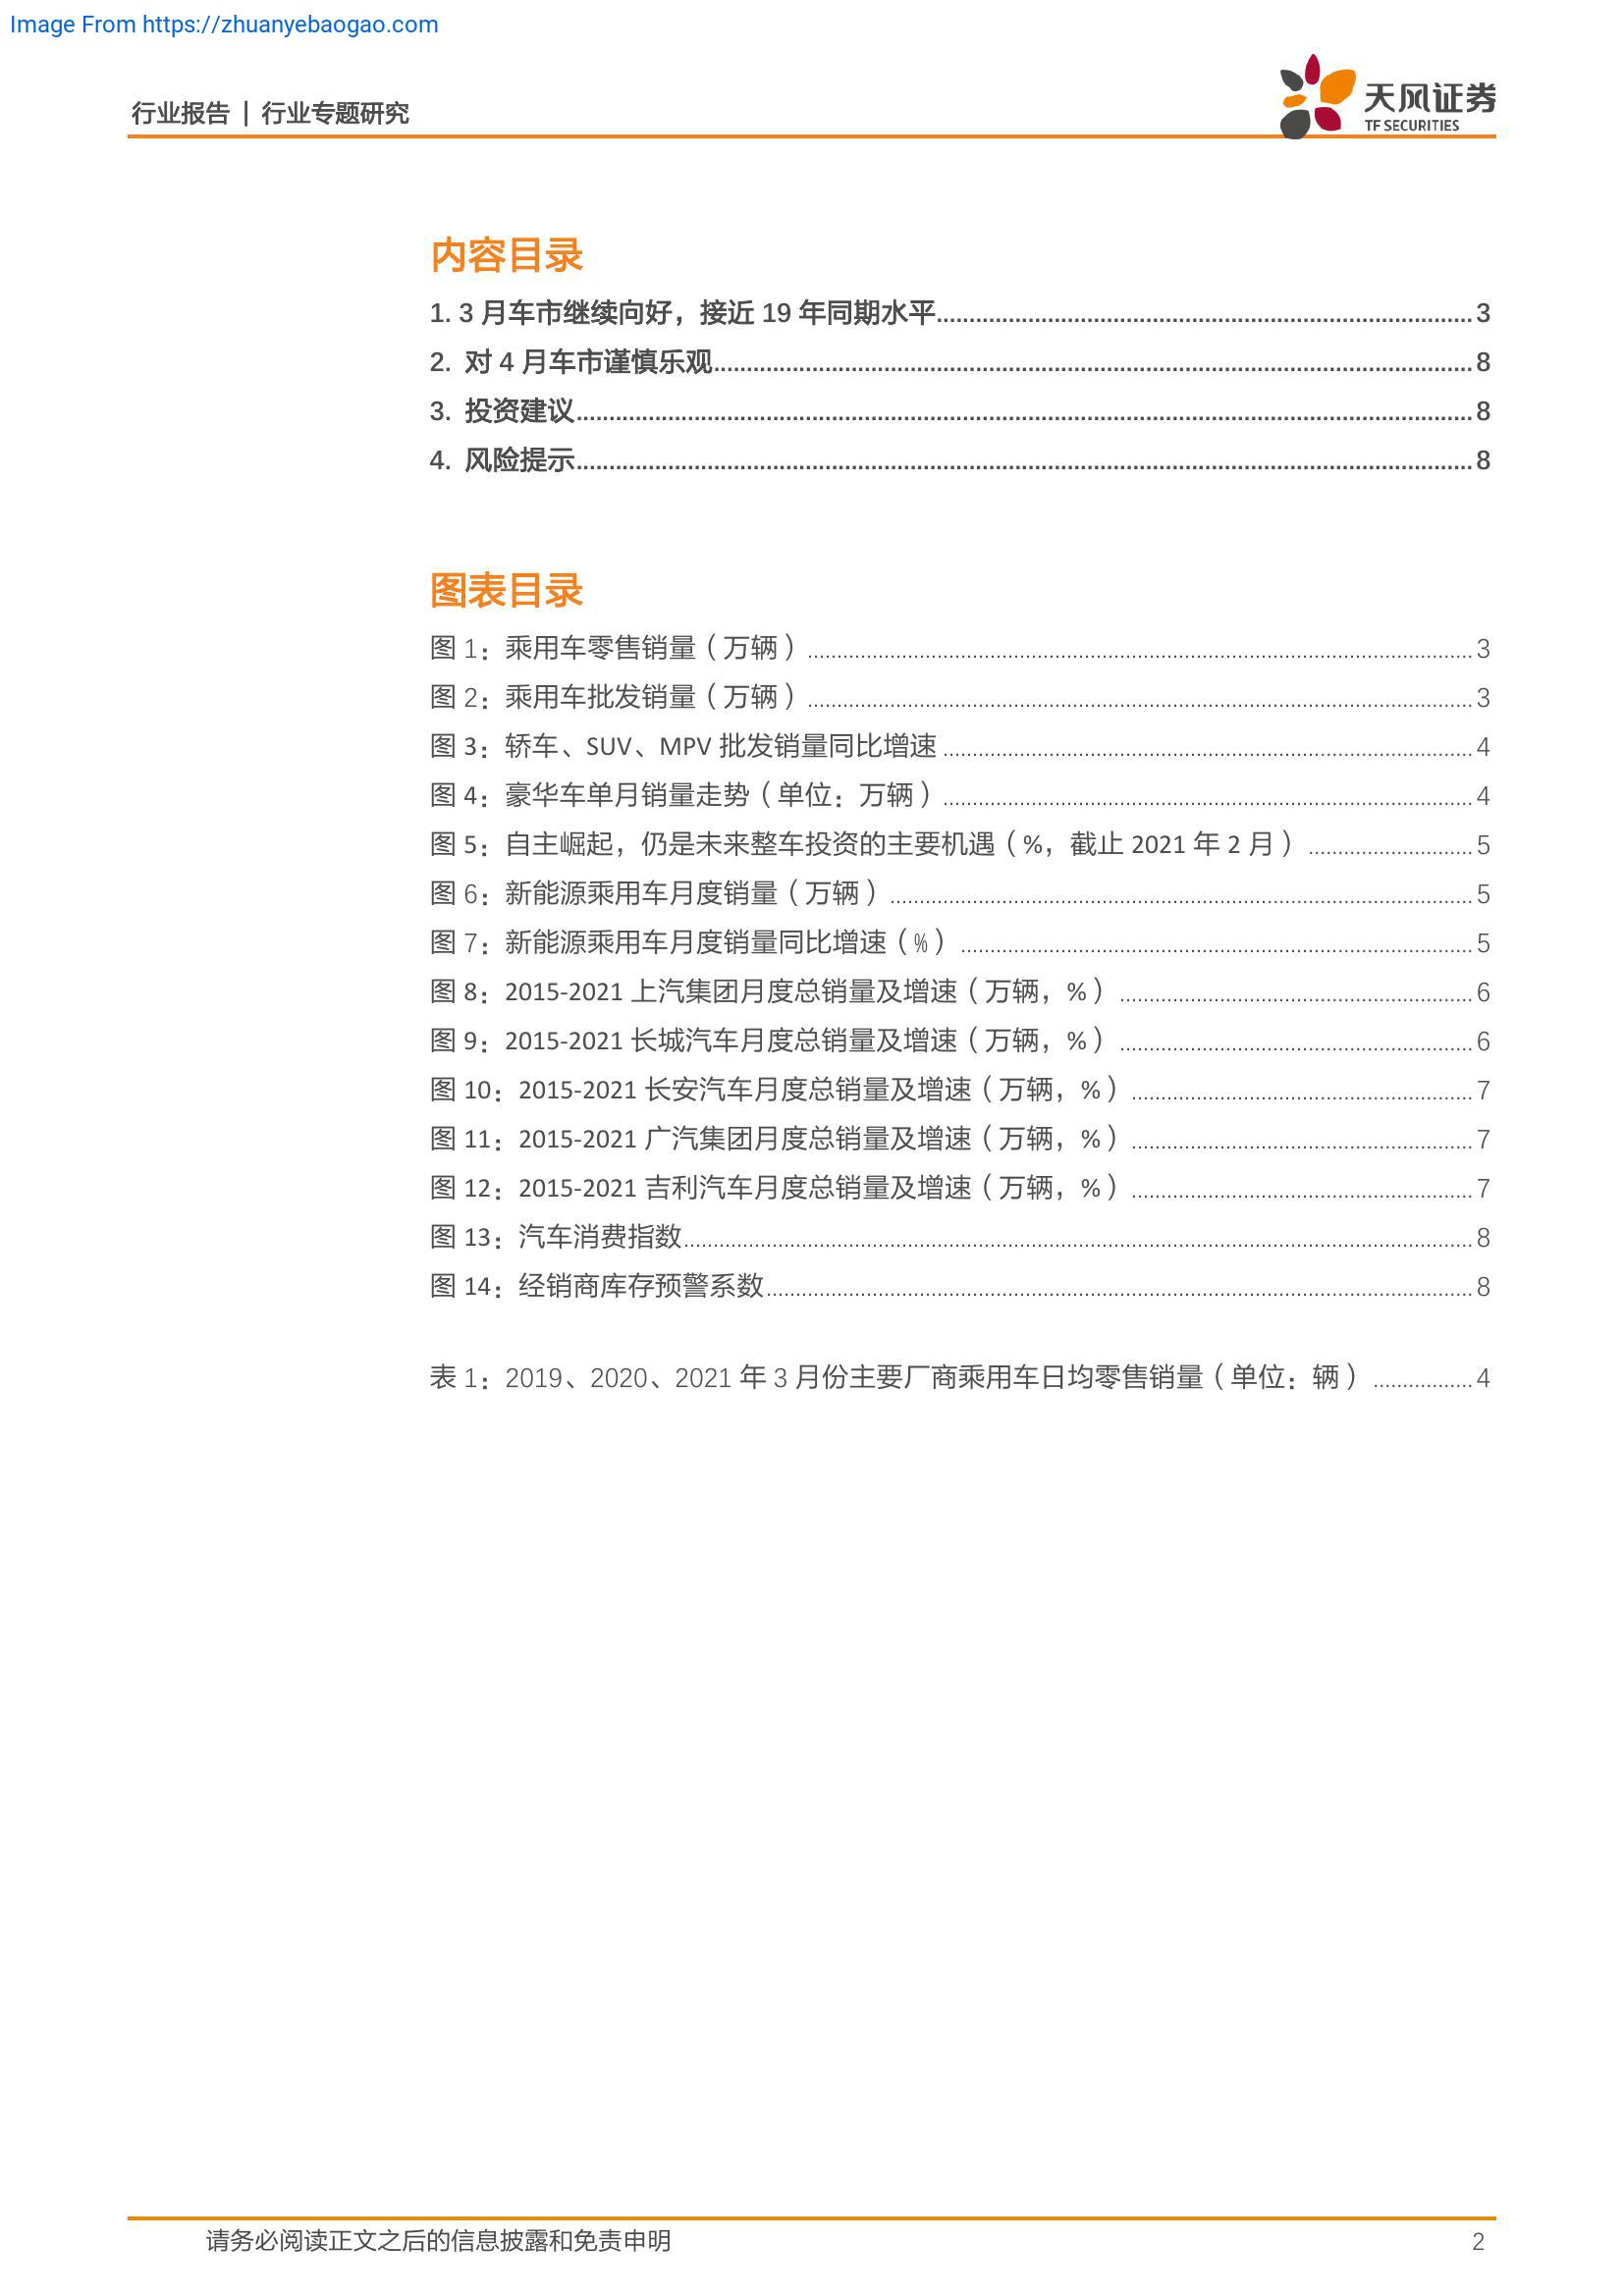 Image From https://zhuanyebaogao.com
行业报告 | 行业专题研究
天风证券
TF SECURITIES
内容目录
1. 3 月车市继续向好，接近 19 年同期水平........................................3
2. 对 4 月车市谨慎乐观........................................8
3. 投资建议........................................8
4. 风险提示........................................8
图表目录
图 1：乘用车零售销量（万辆）........................................3
图 2：乘用车批发销量（万辆）........................................3
图 3：轿车、SUV、MPV 批发销量同比增速........................................4
图 4：豪华车单月销量走势（单位：万辆）........................................4
图 5：自主崛起，仍是未来整车投资的主要机遇（%，截止 2021 年 2 月）....................5
图 6：新能源乘用车月度销量（万辆）........................................5
图 7：新能源乘用车月度销量同比增速（%）........................................5
图 8：2015-2021 上汽集团月度总销量及增速（万辆，%）..............................6
图 9：2015-2021 长城汽车月度总销量及增速（万辆，%）..............................6
图 10：2015-2021 长安汽车月度总销量及增速（万辆，%）..............................7
图 11：2015-2021 广汽集团月度总销量及增速（万辆，%）..............................7
图 12：2015-2021 吉利汽车月度总销量及增速（万辆，%）..............................7
图 13：汽车消费指数........................................8
图 14：经销商库存预警系数........................................8
表 1：2019、2020、2021 年 3 月份主要厂商乘用车日均零售销量（单位：辆）................4
请务必阅读正文之后的信息披露和免责申明
2